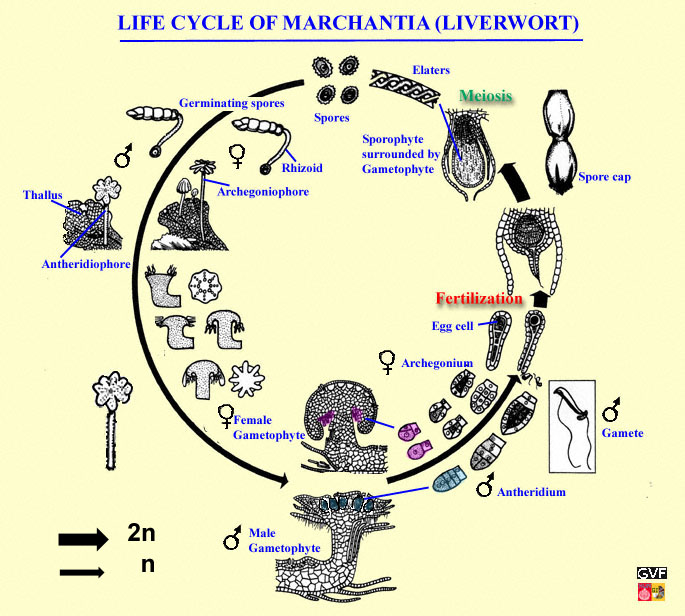 LIFE CYCLE OF MARCHANTIA (LIVERWORT)
Elaters
Meiosis
Germinating spores
Spores
Sporophyte
surrounded by
Gametophyte
Spore cap
Rhizoid
Archegoniophore
Thallus
Antheridiophore
Fertilization
Egg cell
Archegonium
Female
Gametophyte
Gamete
Antheridium
Male
Gametophyte
2n
n
GVF